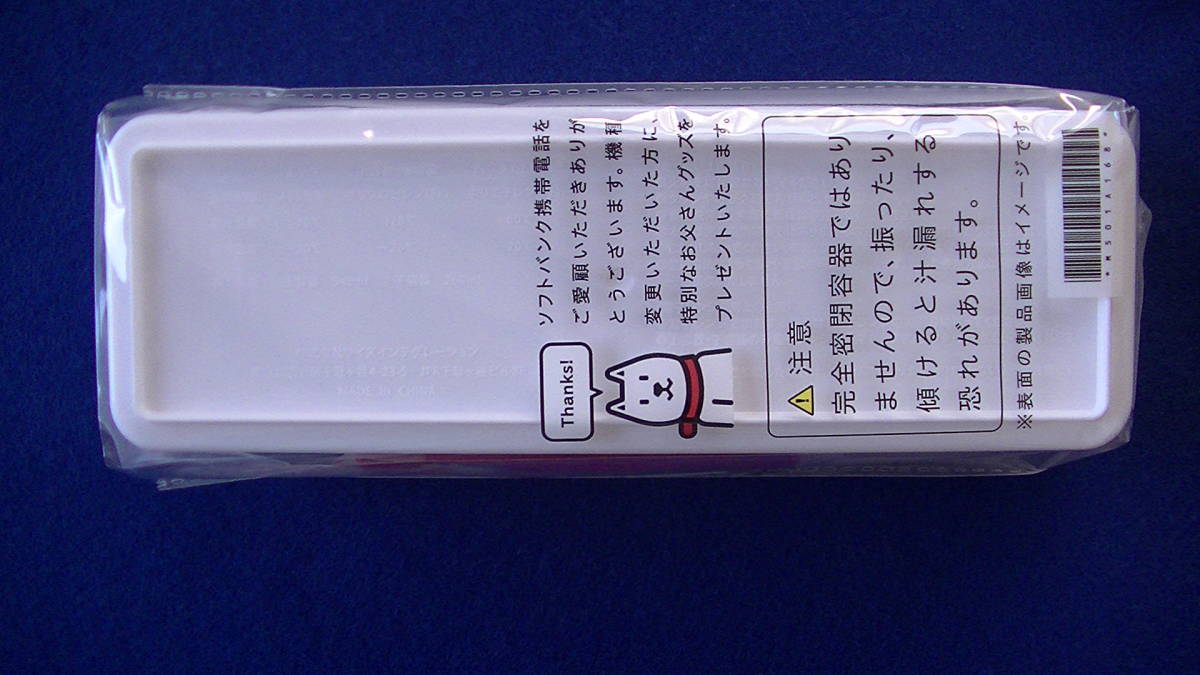 ソフトバンク携帯電話を
ご愛顧いただきありが
とうございます。機種
変更いただいた方に、
特別なお父さんグッズを
プレゼントいたします。
Thanks!
注意
完全密閉容器ではあり
ませんので、振ったり、
傾けると汁漏れする
恐れがあります。
※表面の製品画像はイメージです。
*M501A168*
MADE IN CHINA